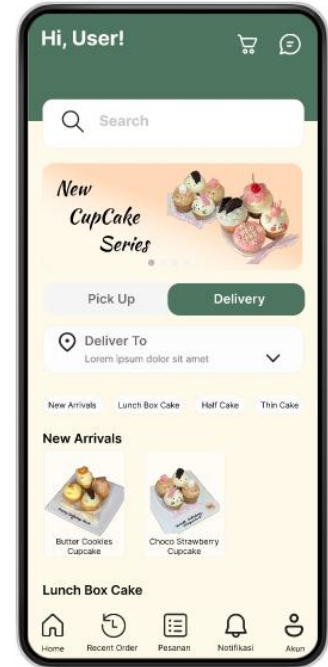 Hi, User!
Search
New
CupCake
Series
Pick Up
Delivery
Deliver To
Lorem ipsum dolor sit amet
New Arrivals
Lunch Box Cake
Half Cake
Thin Cake
New Arrivals
Butter Cookies
Cupcake
Choco Strawberry
Cupcake
Lunch Box Cake
Home
Recent Order
Pesanan
Notifikasi
Akun